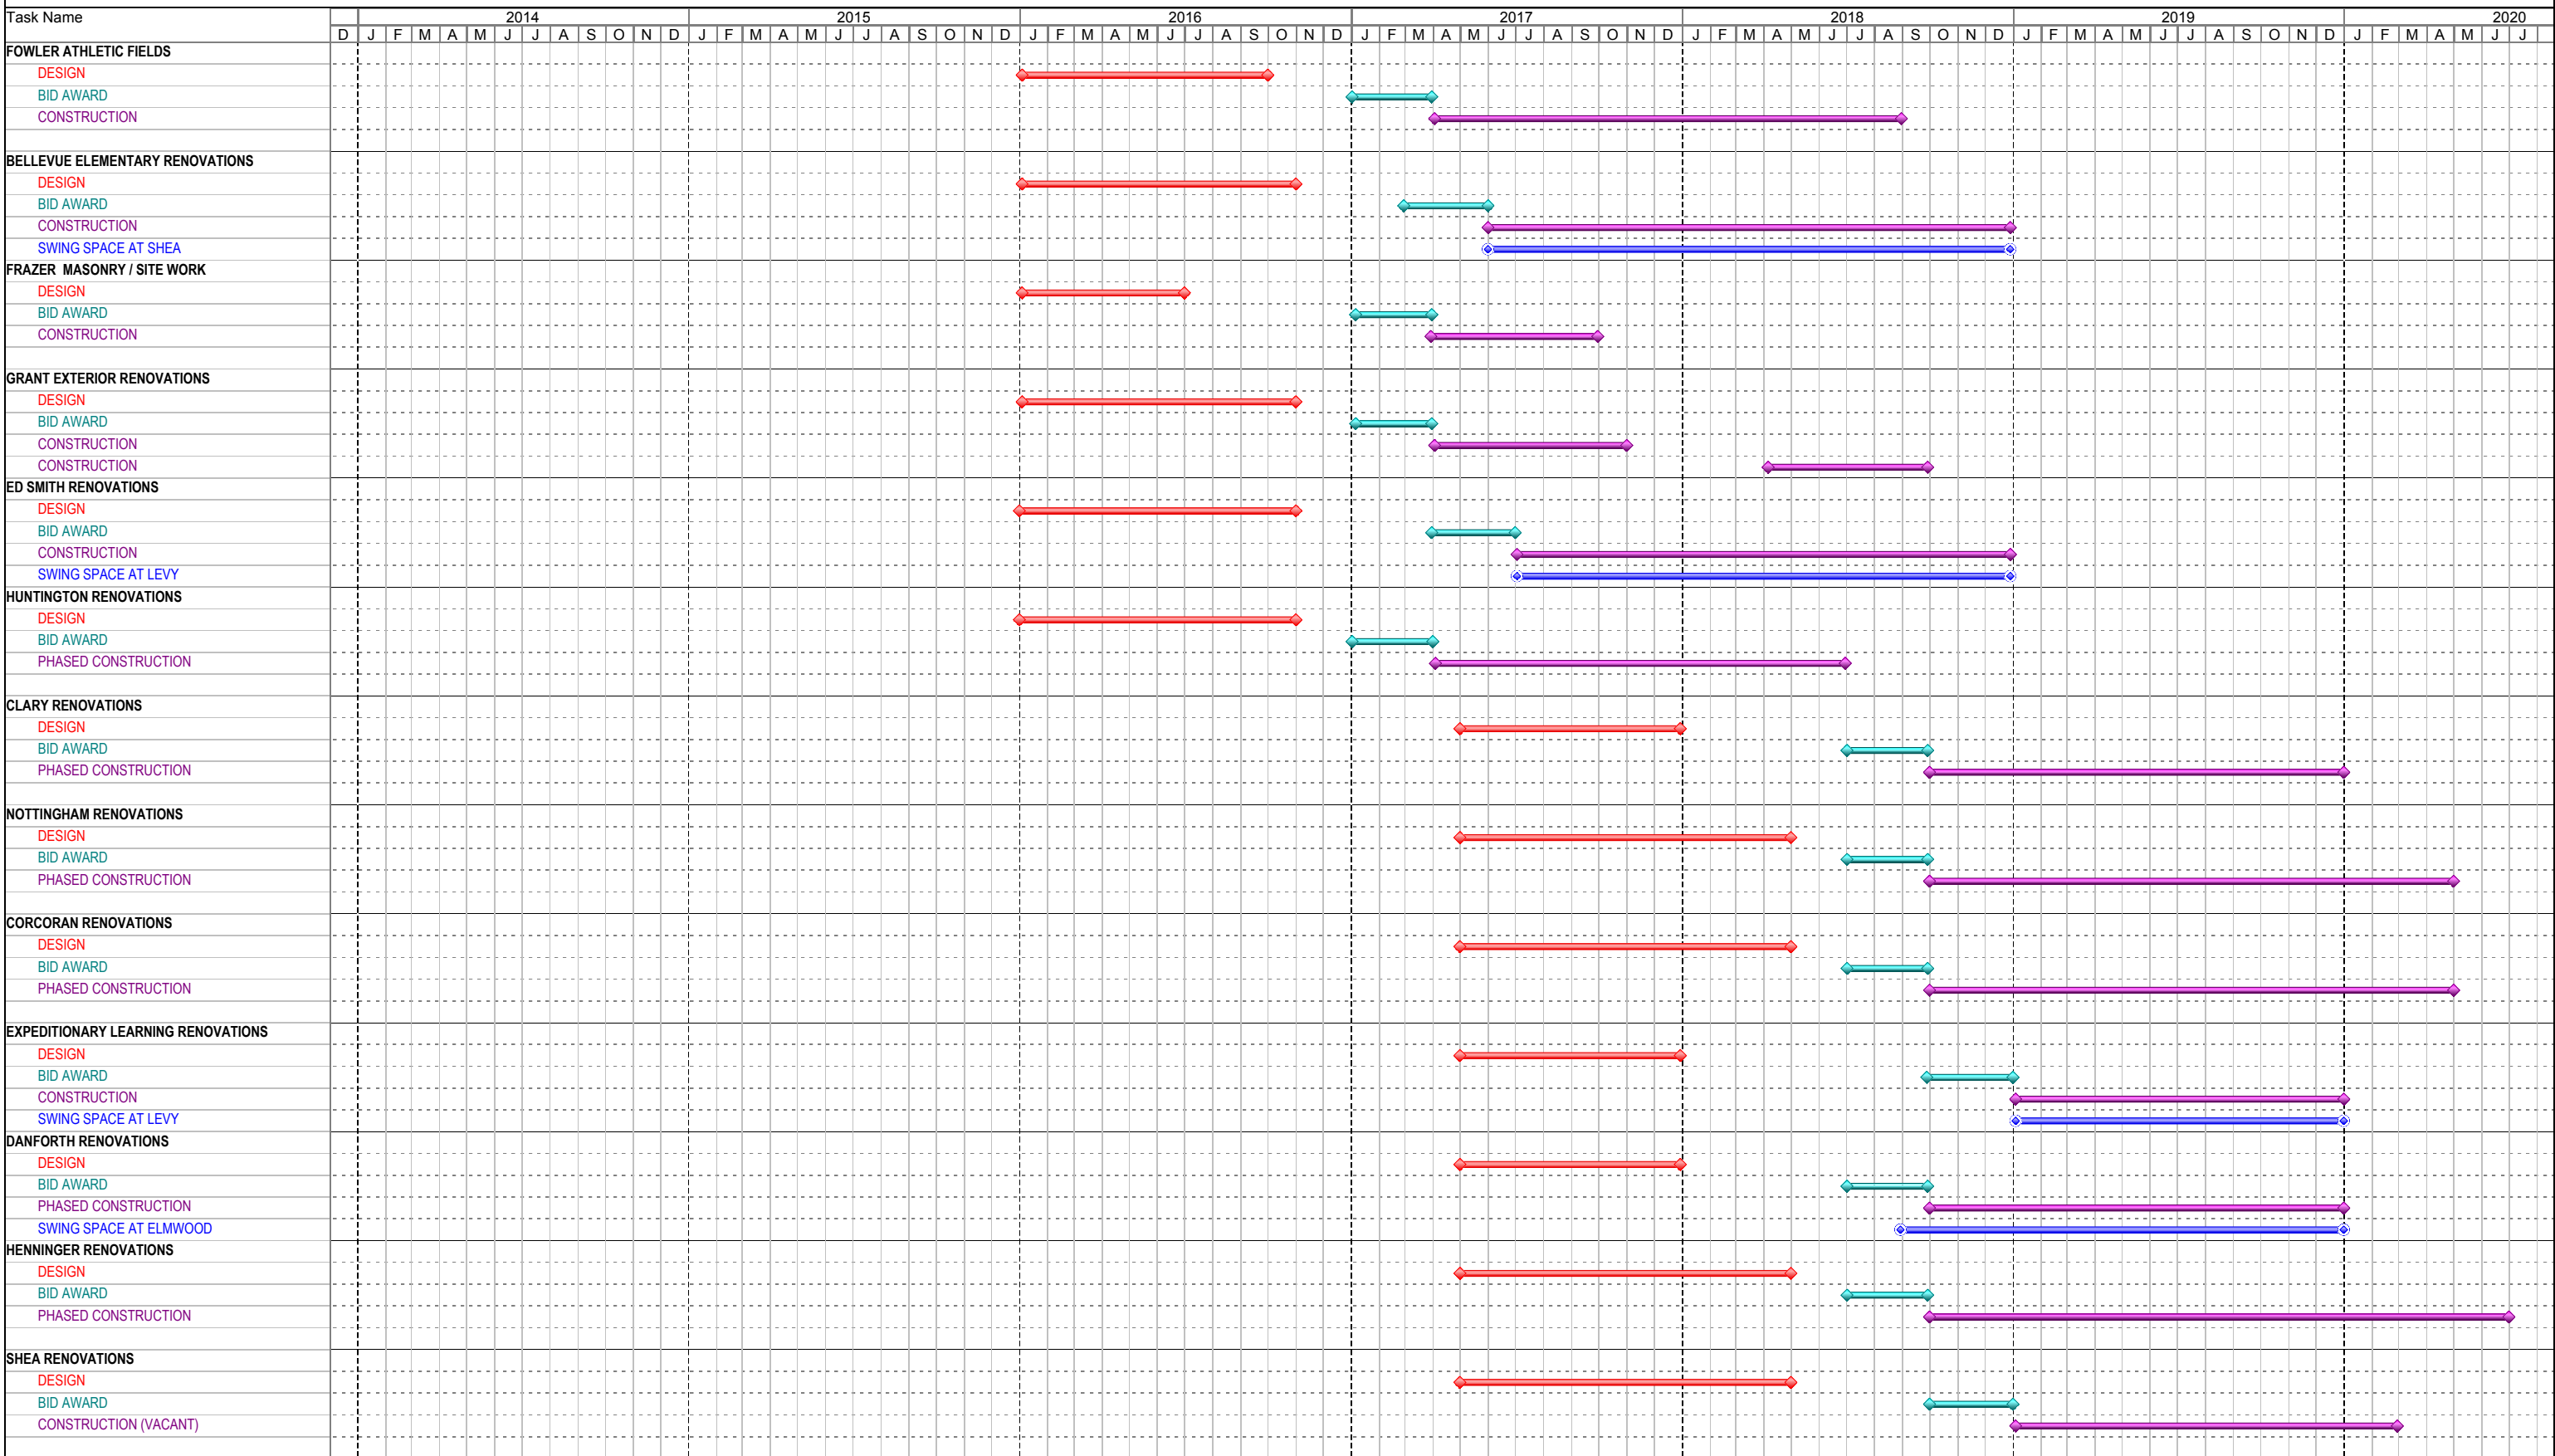 Task Name 2014 2015 2016 2017 2018 2019 2020
D J F M A M J J A S O N D J F M A M J J A S O N D J F M A M J J A S O N D J F M A M J J A S O N D J F M A M J J A S O N D J F M A M J J A S O N D J F M A M J J
FOWLER ATHLETIC FIELDS
DESIGN
BID AWARD
CONSTRUCTION
BELLEVUE ELEMENTARY RENOVATIONS
DESIGN
BID AWARD
CONSTRUCTION
SWING SPACE AT SHEA
FRAZER MASONRY / SITE WORK
DESIGN
BID AWARD
CONSTRUCTION
GRANT EXTERIOR RENOVATIONS
DESIGN
BID AWARD
CONSTRUCTION
CONSTRUCTION
ED SMITH RENOVATIONS
DESIGN
BID AWARD
CONSTRUCTION
SWING SPACE AT LEVY
HUNTINGTON RENOVATIONS
DESIGN
BID AWARD
PHASED CONSTRUCTION
CLARY RENOVATIONS
DESIGN
BID AWARD
PHASED CONSTRUCTION
NOTTINGHAM RENOVATIONS
DESIGN
BID AWARD
PHASED CONSTRUCTION
CORCORAN RENOVATIONS
DESIGN
BID AWARD
PHASED CONSTRUCTION
EXPEDITIONARY LEARNING RENOVATIONS
DESIGN
BID AWARD
CONSTRUCTION
SWING SPACE AT LEVY
DANFORTH RENOVATIONS
DESIGN
BID AWARD
PHASED CONSTRUCTION
SWING SPACE AT ELMWOOD
HENNINGER RENOVATIONS
DESIGN
BID AWARD
PHASED CONSTRUCTION
SHEA RENOVATIONS
DESIGN
BID AWARD
CONSTRUCTION (VACANT)